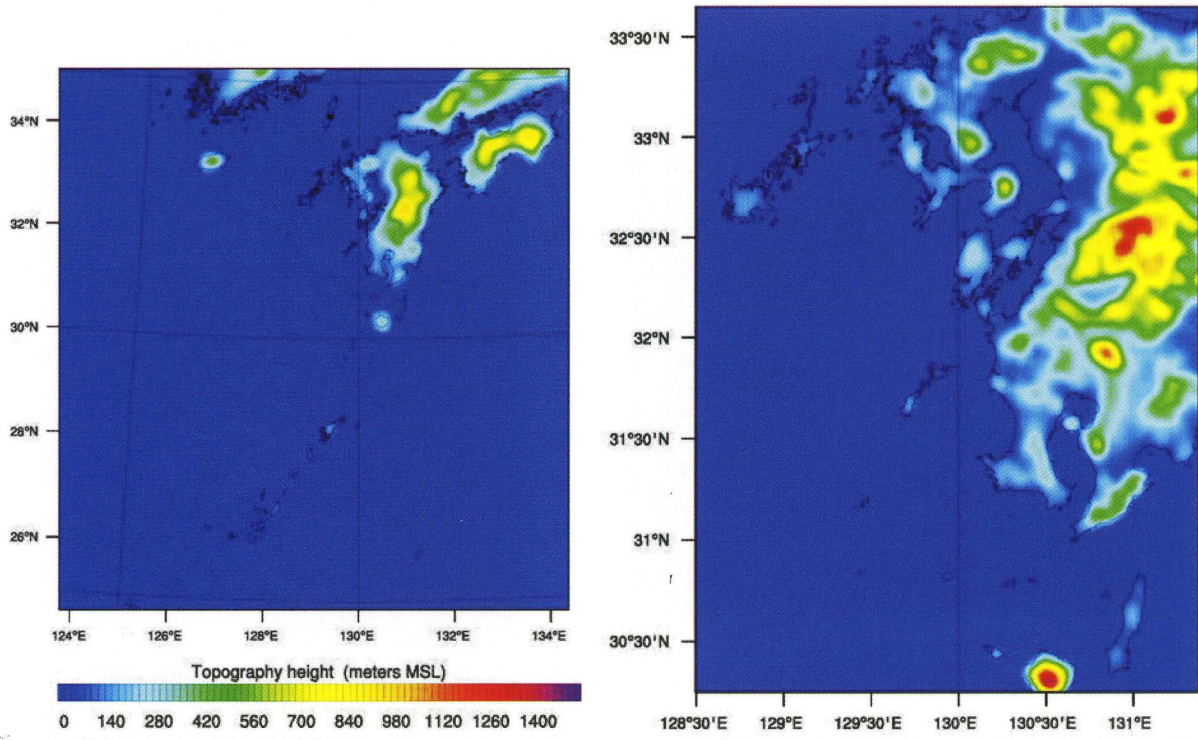 34°N
32°N
30°N
28°N
26°N
124°E 126°E 128°E 130°E 132°E 134°E
Topography height (meters MSL)
0 140 280 420 560 700 840 980 1120 1260 1400
33°30'N
33°N
32°30'N
32°N
31°30'N
31°N
30°30'N
128°30'E 129°E 129°30'E 130°E 130°30'E 131°E